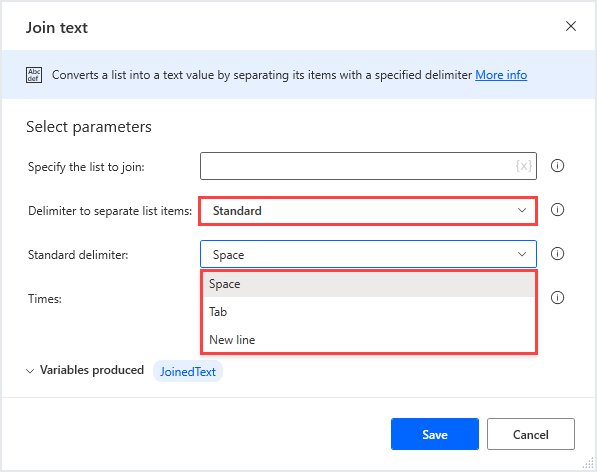 Join text
Abc
def
Converts a list into a text value by separating its items with a specified delimiter More info
Select parameters
Specify the list to join:
{x}
Delimiter to separate list items:
Standard
Standard delimiter:
Space
Space
Tab
New line
Times:
Variables produced
JoinedText
Save
Cancel